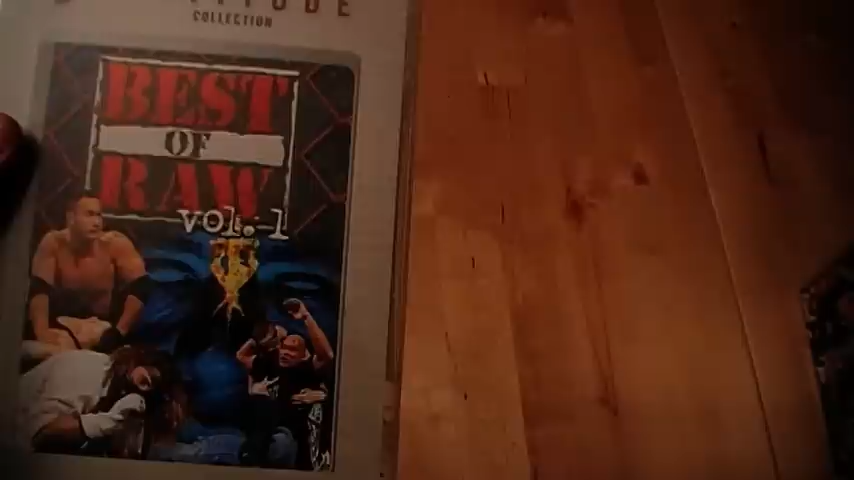 COLLECTION
BEST
OF
RAW
vol. 1